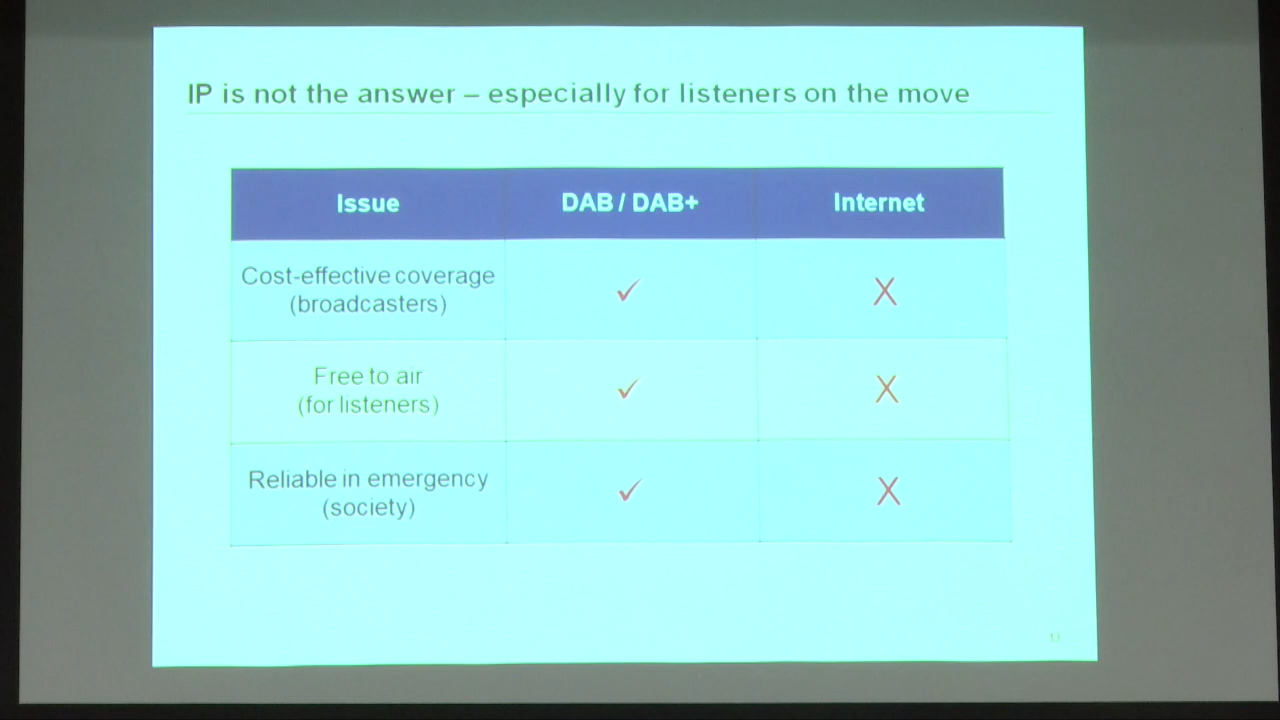 IP is not the answer – especially for listeners on the move
Issue DAB / DAB+ Internet
Cost-effective coverage
(broadcasters) ✓ X
Free to air
(for listeners) ✓ X
Reliable in emergency
(society) ✓ X